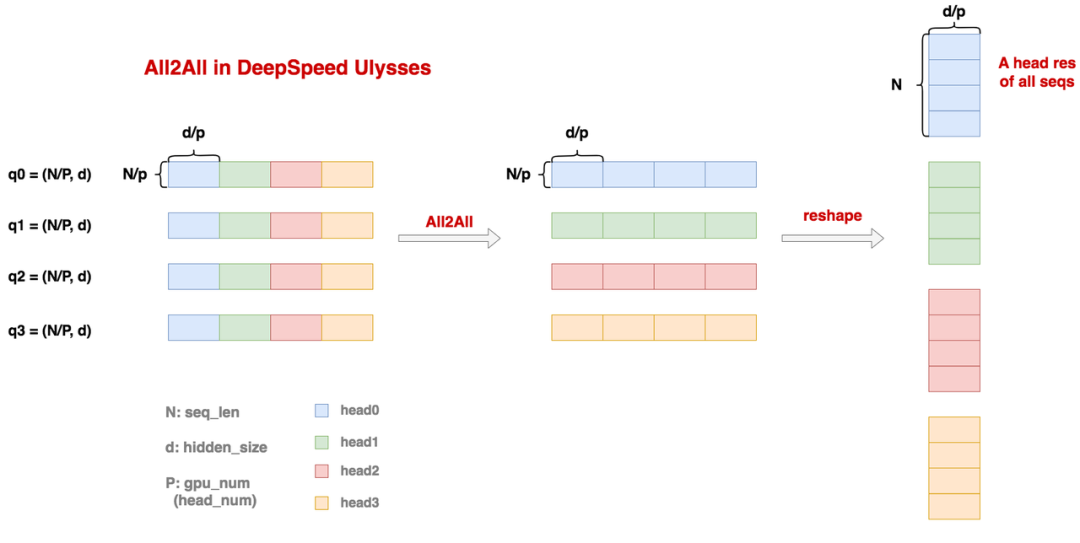 d/p
All2All in DeepSpeed Ulysses
N
A head res
of all seqs
d/p
d/p
q0 = (N/P, d)
N/p
N/p
q1 = (N/P, d)
All2All
reshape
q2 = (N/P, d)
q3 = (N/P, d)
N: seq_len
head0
d: hidden_size
head1
head2
P: gpu_num
(head_num)
head3